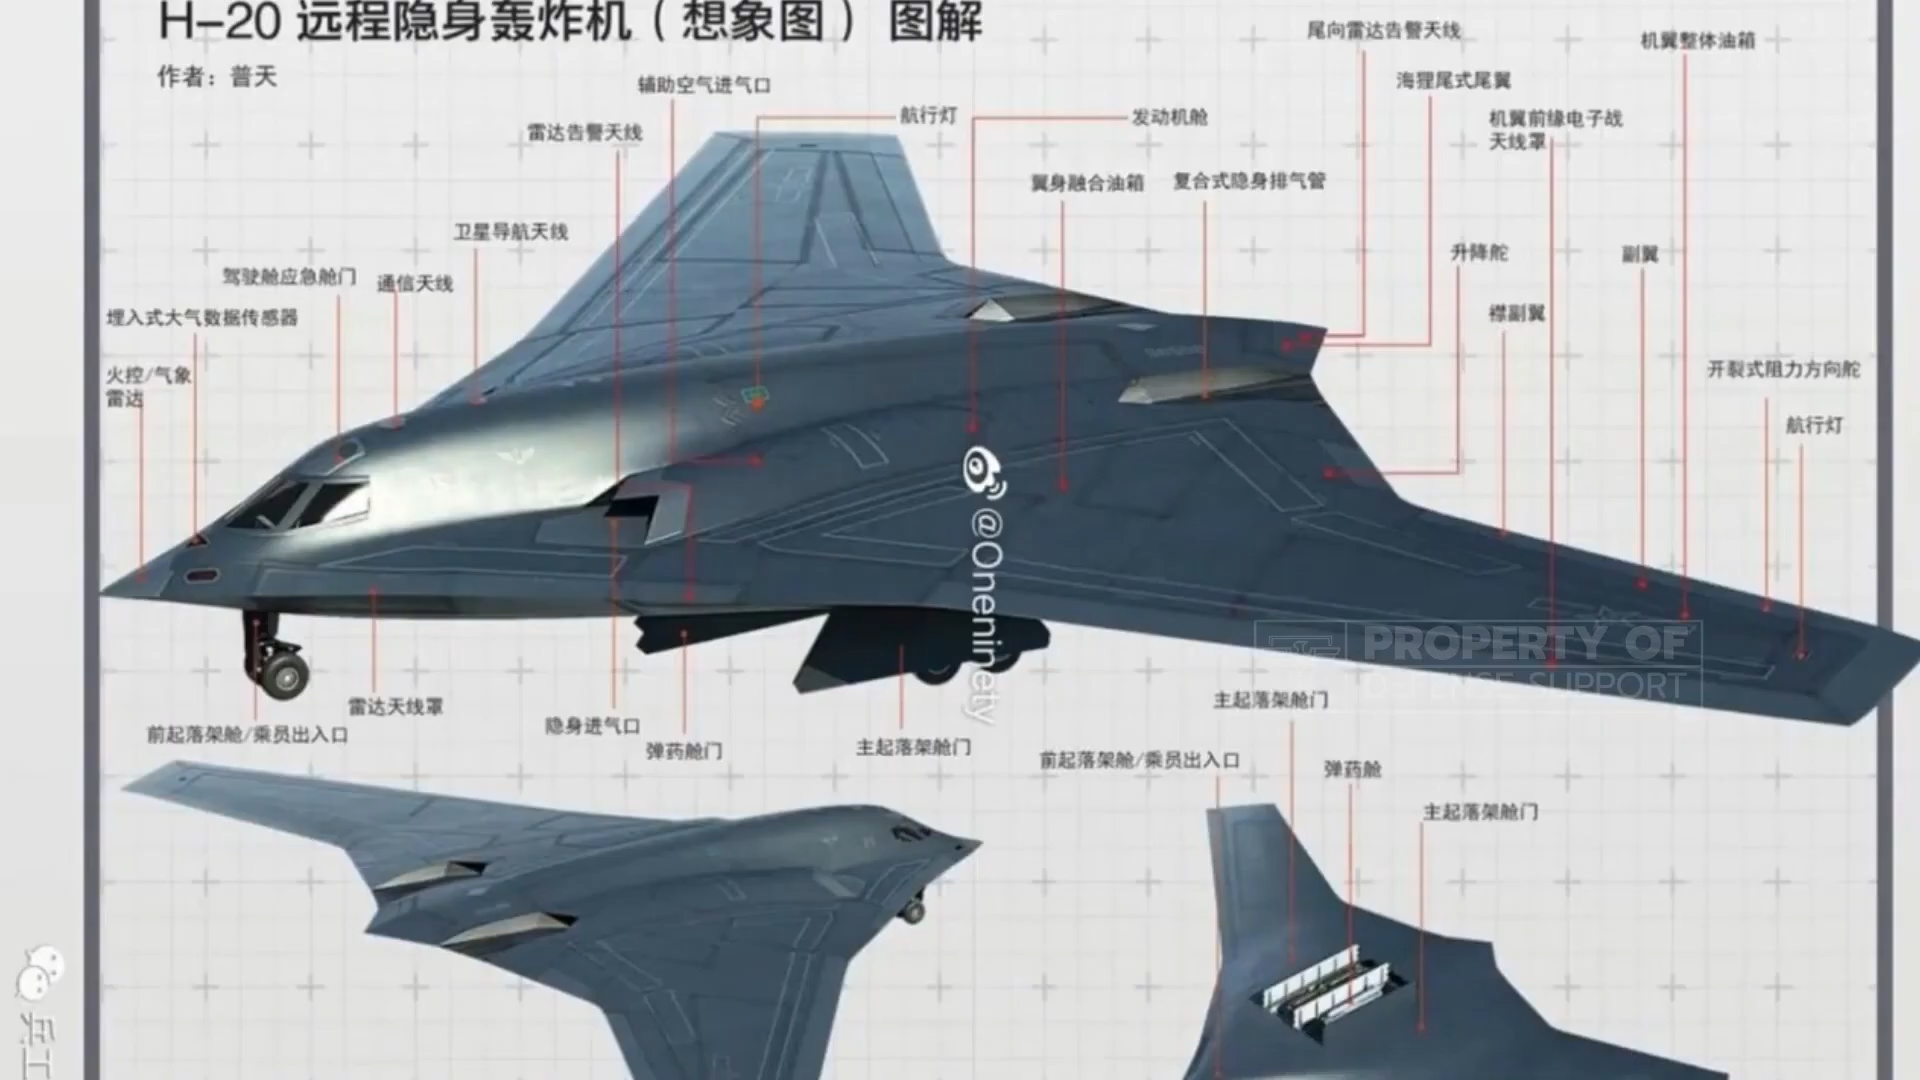 H-20 远程隐身轰炸机（想象图） 图解
作者：普天
尾向雷达告警天线
机翼整体油箱
辅助空气进气口
海狸尾式尾翼
航行灯
发动机舱
机翼前缘电子战
天线罩
雷达告警天线
翼身融合油箱
复合式隐身排气管
卫星导航天线
升降舵
副翼
驾驶舱应急舱门
通信天线
埋入式大气数据传感器
襟副翼
火控/气象
雷达
开裂式阻力方向舵
航行灯
@Oneninety
PROPERTY OF
DEFENSE SUPPORT
雷达天线罩
前起落架舱/乘员出入口
隐身进气口
弹药舱门
主起落架舱门
主起落架舱门
前起落架舱/乘员出入口
弹药舱
主起落架舱门
兵工